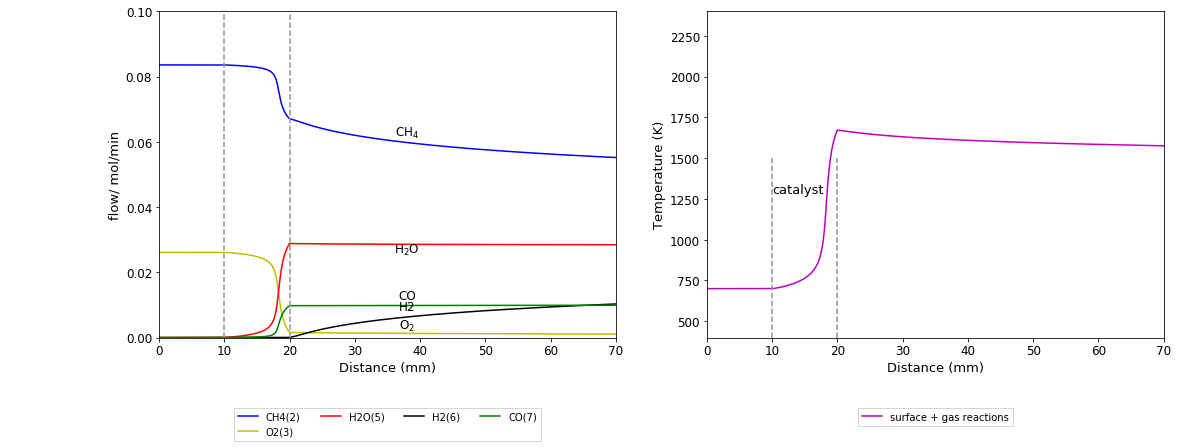 0.10
0.08
0.06
0.04
0.02
0.00
flow/ mol/min
CH₄
H₂O
CO
H2
O₂
0 10 20 30 40 50 60 70
Distance (mm)
CH4(2) H2O(5) H2(6) CO(7)
O2(3)
2250
2000
1750
1500
1250
1000
750
500
Temperature (K)
catalyst
0 10 20 30 40 50 60 70
Distance (mm)
surface + gas reactions